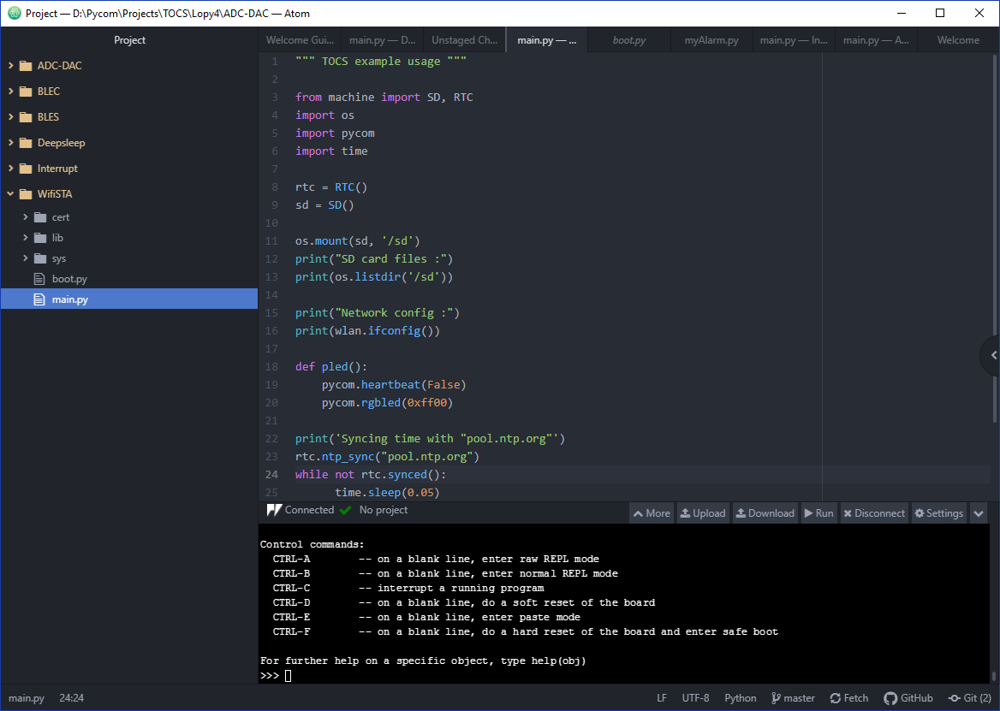 Project — D:\Pycom\Projects\TOCS\Lopy4\ADC-DAC — Atom
Project
ADC-DAC
BLEC
BLES
Deepsleep
Interrupt
WifiSTA
cert
lib
sys
boot.py
main.py
Welcome Gui...
main.py — D...
Unstaged Ch...
main.py — ...
boot.py
myAlarm.py
main.py — In...
main.py — A...
Welcome
1 """ TOCS example usage """
2
3 from machine import SD, RTC
4 import os
5 import pycom
6 import time
7
8 rtc = RTC()
9 sd = SD()
10
11 os.mount(sd, '/sd')
12 print("SD card files :")
13 print(os.listdir('/sd'))
14
15 print("Network config :")
16 print(wlan.ifconfig())
17
18 def pled():
19     pycom.heartbeat(False)
20     pycom.rgbled(0xff00)
21
22 print('Syncing time with "pool.ntp.org"')
23 rtc.ntp_sync("pool.ntp.org")
24 while not rtc.synced():
25       time.sleep(0.05)
Connected No project
More
Upload
Download
Run
Disconnect
Settings
Control commands:
  CTRL-A        -- on a blank line, enter raw REPL mode
  CTRL-B        -- on a blank line, enter normal REPL mode
  CTRL-C        -- interrupt a running program
  CTRL-D        -- on a blank line, do a soft reset of the board
  CTRL-E        -- on a blank line, enter paste mode
  CTRL-F        -- on a blank line, do a hard reset of the board and enter safe boot
For further help on a specific object, type help(obj)
>>>
main.py 24:24
LF
UTF-8
Python
master
Fetch
GitHub
Git (2)